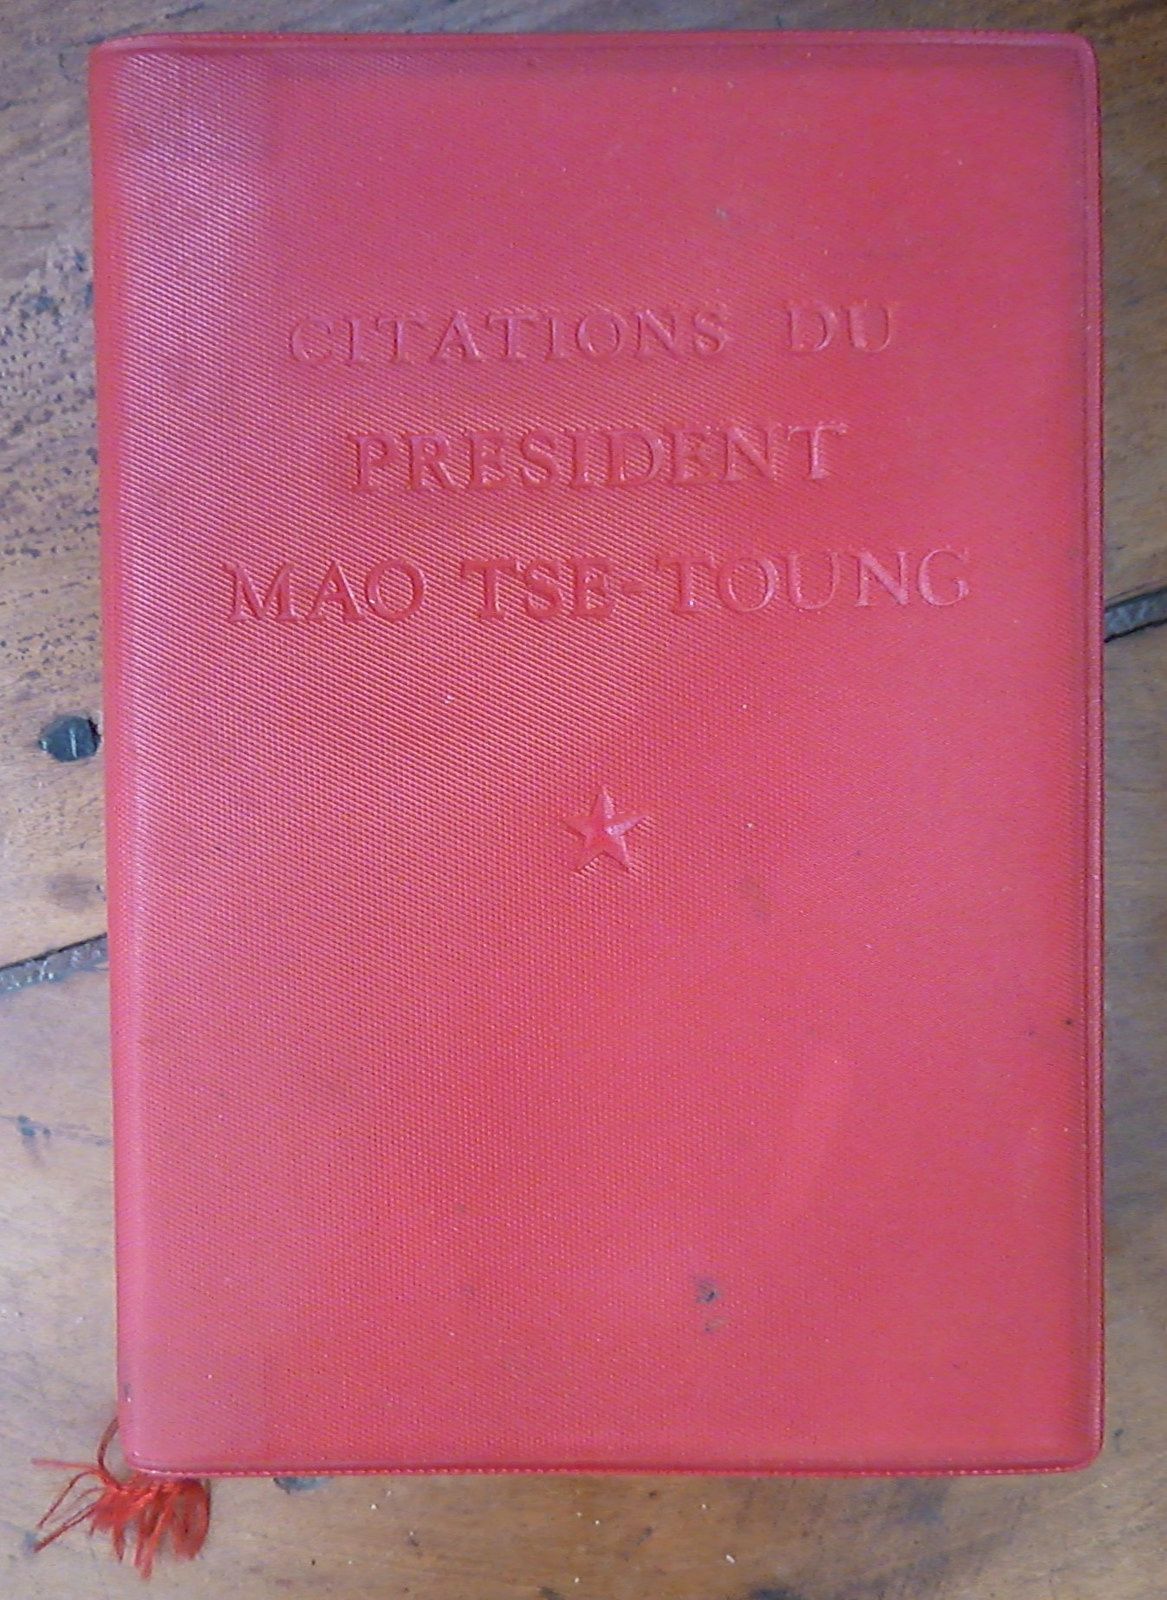 CITATIONS DU
PRESIDENT
MAO TSE-TOUNG